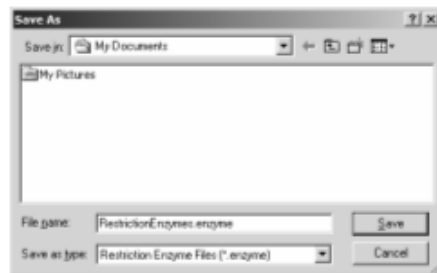 Save As
Save in: My Documents
My Pictures
File name: RestrictionEnzymes.enzyme Save
Save as type: Restriction Enzyme Files (*.enzyme) Cancel